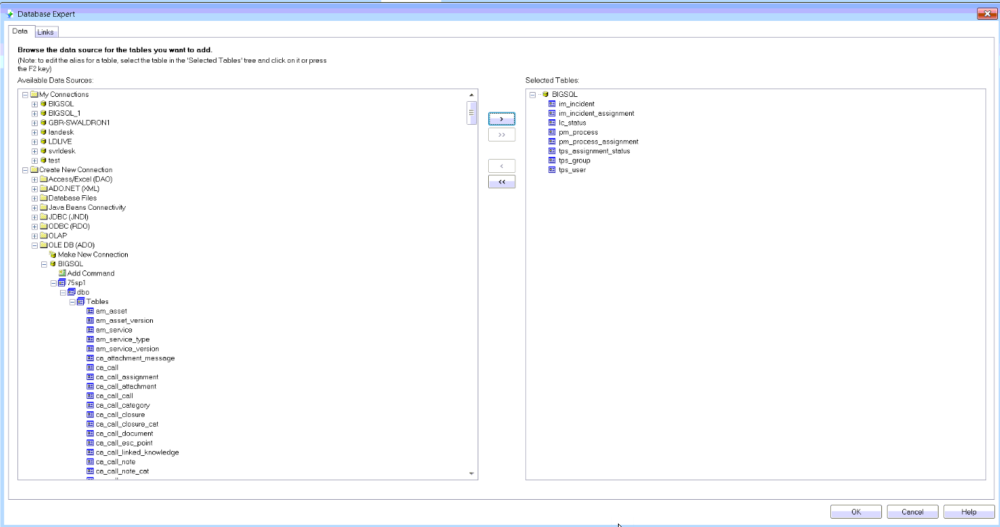 Database Expert
Data
Links
Browse the data source for the tables you want to add.
(Note: to edit the alias for a table, select the table in the 'Selected Tables' tree and click on it or press
the F2 key)
Available Data Sources:
My Connections
BIGSQL
BIGSQL_1
GBR-SWALDRON1
landesk
LDLIVE
svrldesk
test
Create New Connection
Access/Excel (DAO)
ADO.NET (XML)
Database Files
Java Beans Connectivity
JDBC (JNDI)
ODBC (RDO)
OLAP
OLE DB (ADO)
Make New Connection
BIGSQL
Add Command
75sp1
dbo
Tables
am_asset
am_asset_version
am_service
am_service_type
am_service_version
ca_attachment_message
ca_call
ca_call_assignment
ca_call_attachment
ca_call_call
ca_call_category
ca_call_closure
ca_call_closure_cat
ca_call_document
ca_call_esc_point
ca_call_linked_knowledge
ca_call_note
ca_call_note_cat
>
>>
<
<<
Selected Tables:
BIGSQL
im_incident
im_incident_assignment
lc_status
pm_process
pm_process_assignment
tps_assignment_status
tps_group
tps_user
OK
Cancel
Help